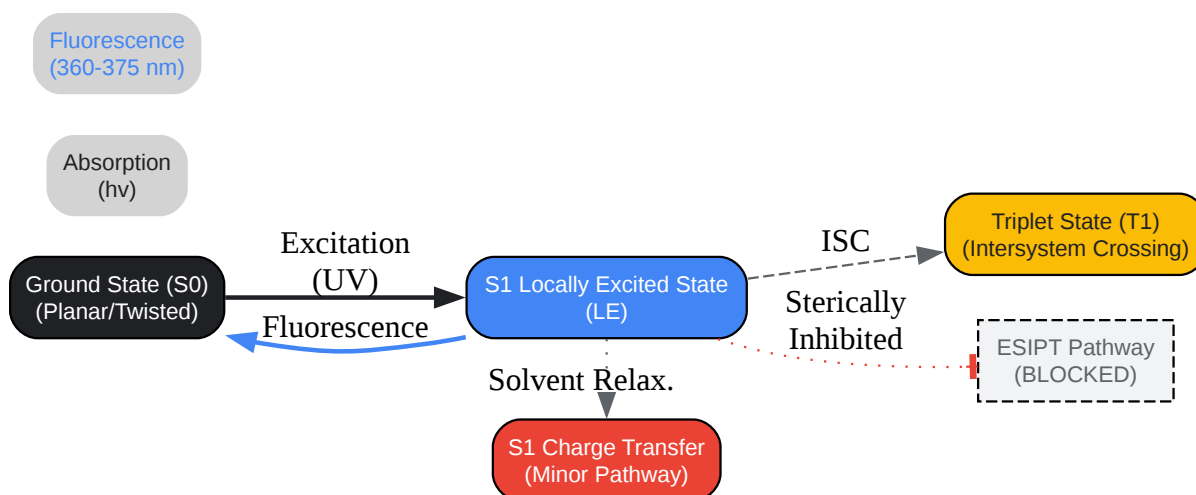 Fluorescence
(360-375 nm)
Absorption
(hv)
Ground State (S0)
(Planar/Twisted)
Excitation
(UV)
Fluorescence
S1 Locally Excited State
(LE)
ISC
Triplet State (T1)
(Intersystem Crossing)
Sterically
Inhibited
ESIPT Pathway
(BLOCKED)
Solvent Relax.
S1 Charge Transfer
(Minor Pathway)